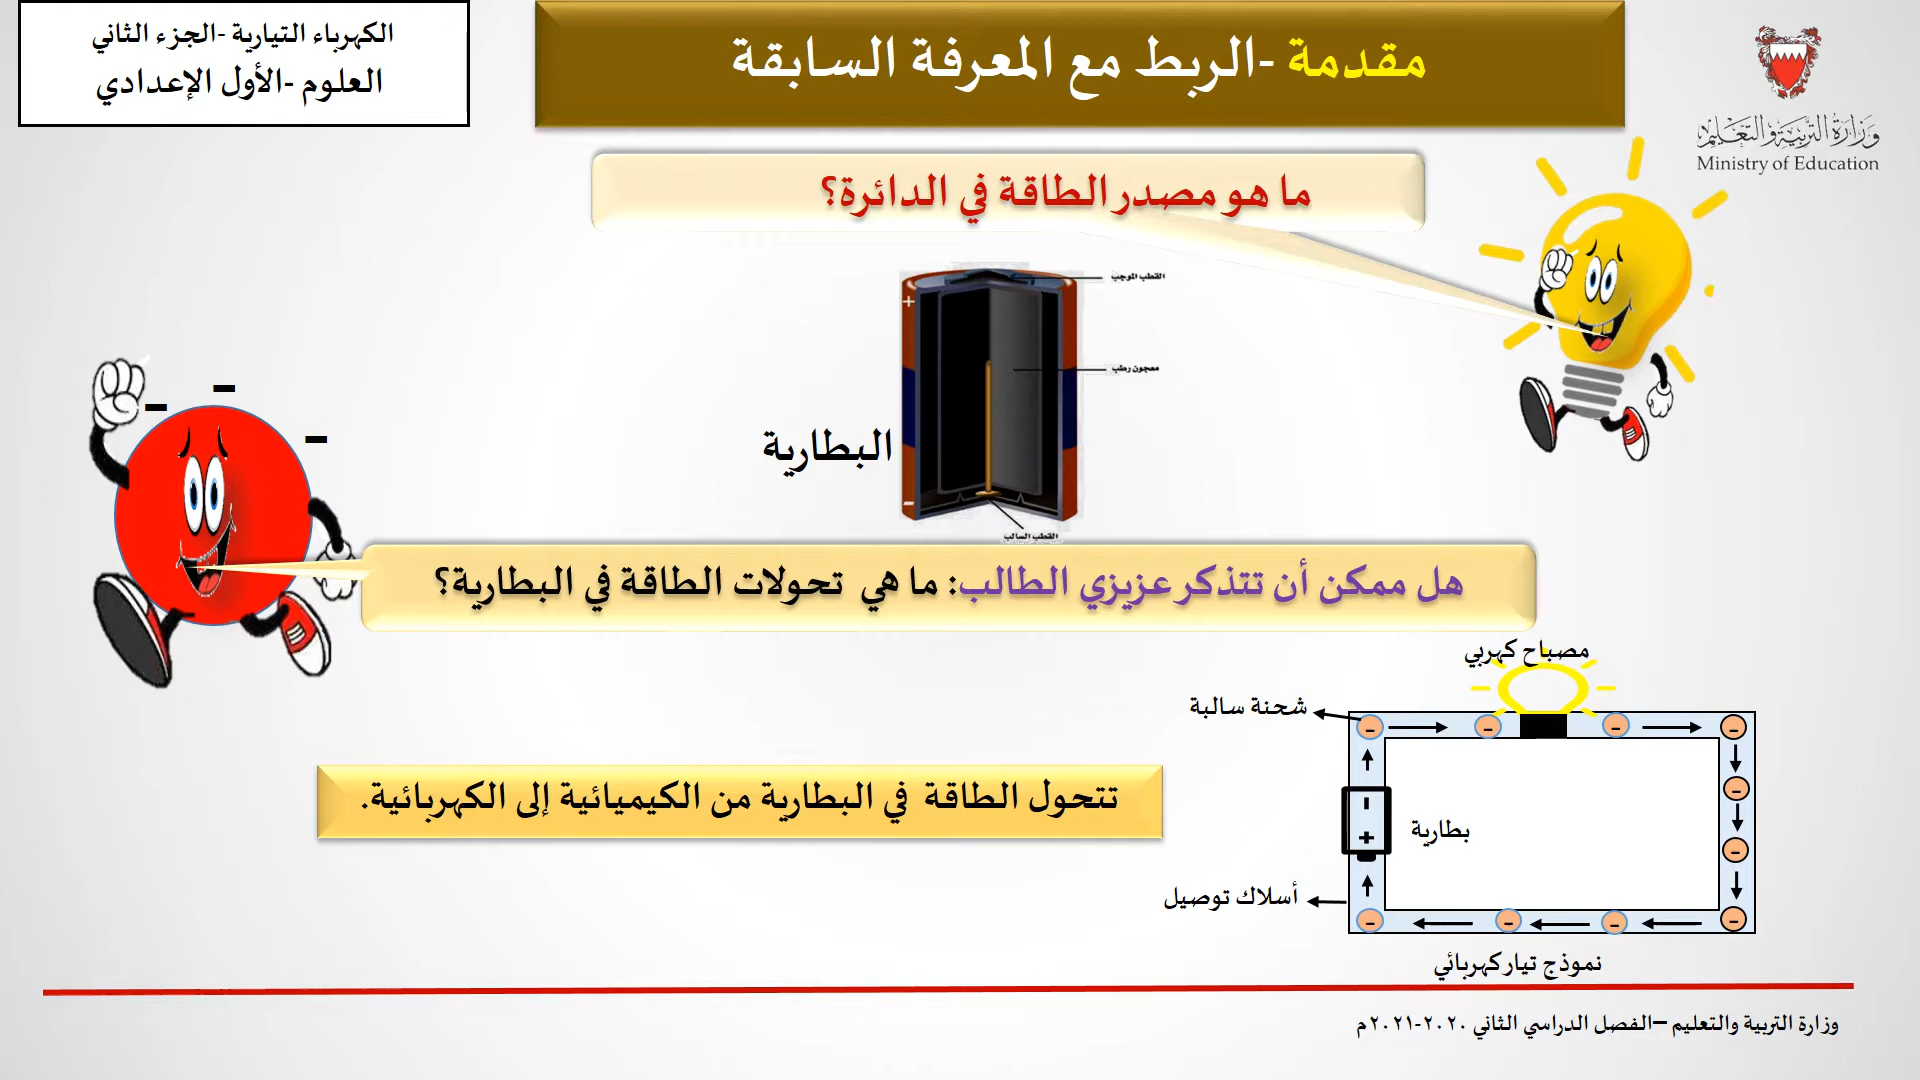 الكهرباء التيارية -الجزء الثاني
العلوم -الأول الإعدادي
مقدمة -الربط مع المعرفة السابقة
وزارة التربية والتعليم
Ministry of Education
ما هو مصدر الطاقة في الدائرة؟
القطب الموجب
+
معجون رطب
البطارية
-
القطب السالب
- - -
هل ممكن أن تتذكر عزيزي الطالب: ما هي تحولات الطاقة في البطارية؟
مصباح كهربي
شحنة سالبة
- - - -
تتحول الطاقة في البطارية من الكيميائية إلى الكهربائية.
-
-
+
بطارية
-
أسلاك توصيل
- - - -
نموذج تيار كهربائي
وزارة التربية والتعليم –الفصل الدراسي الثاني ٢٠٢٠-٢٠٢١م